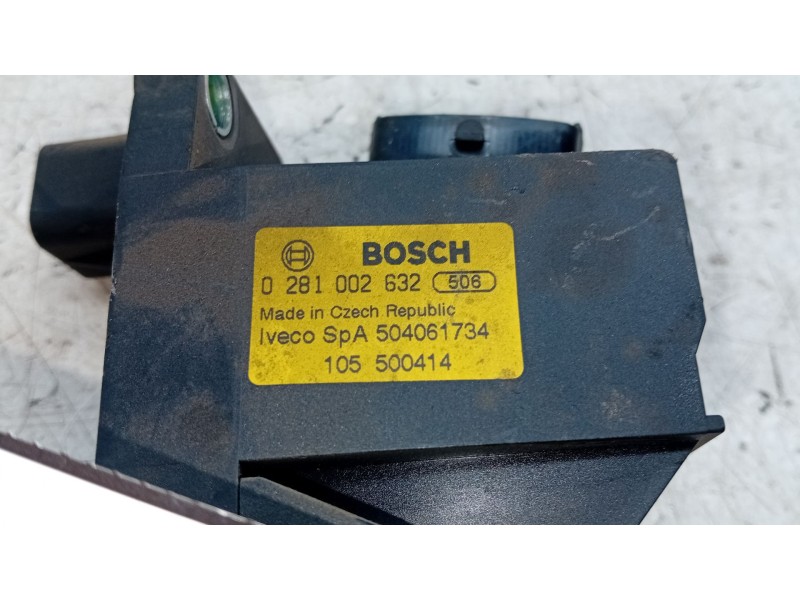 BOSCH
0 281 002 632 506
Made in Czech Republic
Iveco SpA 504061734
105 500414